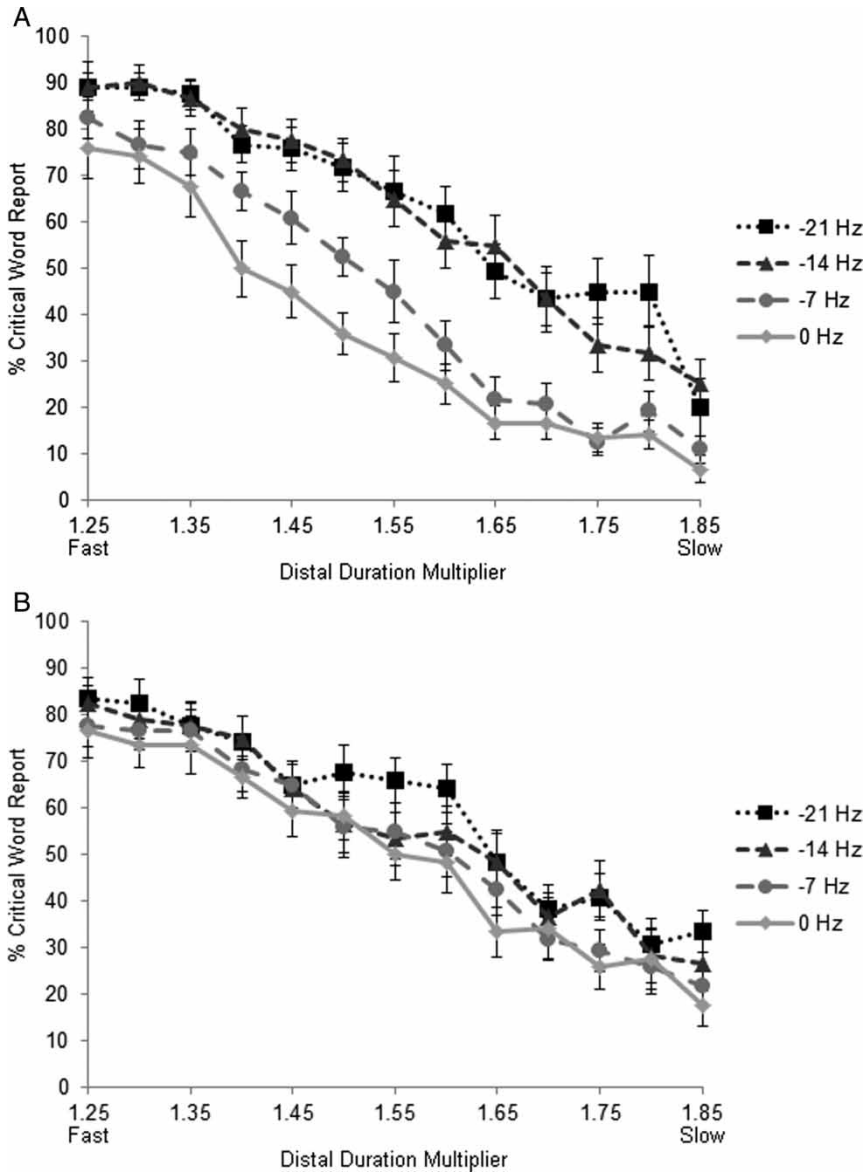 A
% Critical Word Report
100
90
80
70
60
50
40
30
20
10
0
1.25 1.35 1.45 1.55 1.65 1.75 1.85
Fast Slow
Distal Duration Multiplier
-21 Hz
-14 Hz
-7 Hz
0 Hz
B
% Critical Word Report
100
90
80
70
60
50
40
30
20
10
0
1.25 1.35 1.45 1.55 1.65 1.75 1.85
Fast Slow
Distal Duration Multiplier
-21 Hz
-14 Hz
-7 Hz
0 Hz